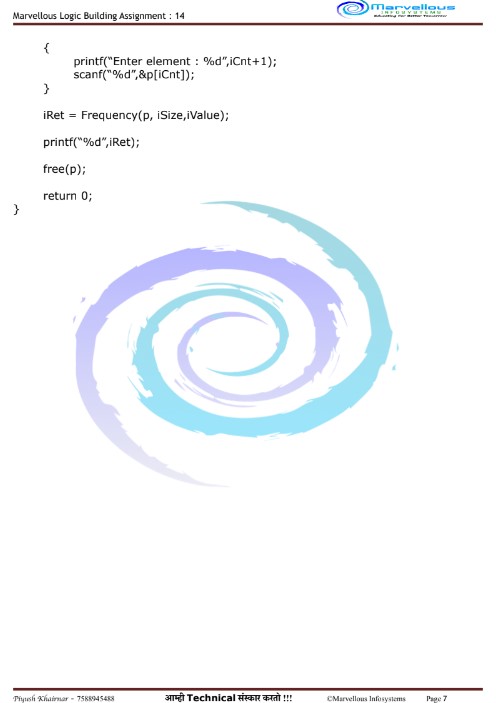 Marvellous Logic Building Assignment : 14
Marvellous
INFOSYSTEMS
Educating for Better Tomorrow
{
printf(“Enter element : %d”,iCnt+1);
scanf(“%d”,&p[iCnt]);
}
iRet = Frequency(p, iSize,iValue);
printf(“%d”,iRet);
free(p);
return 0;
}
Piyush Khairnar - 7588945488 आम्ही Technical संस्कार करतो !!! ©Marvellous Infosystems Page 7